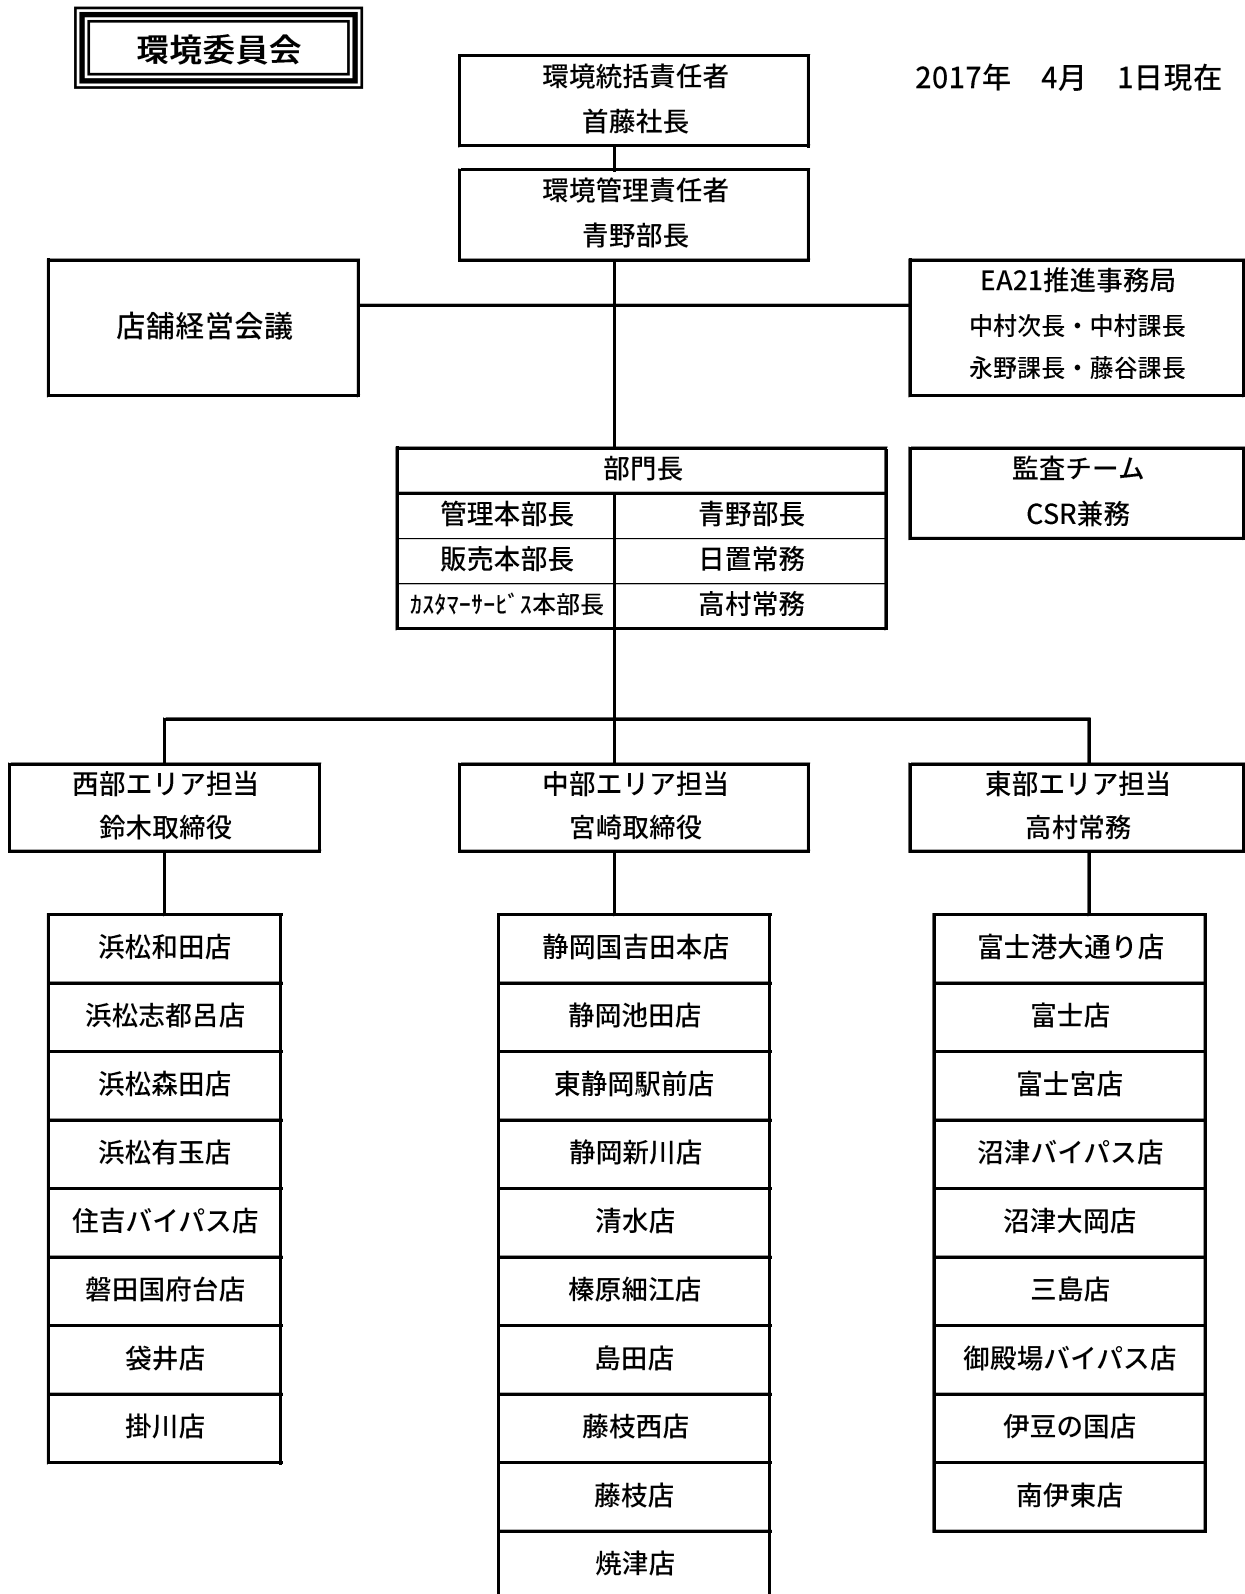 環境委員会
2017年　4月　1日現在
環境統括責任者
首藤社長
環境管理責任者
青野部長
店舗経営会議
EA21推進事務局
中村次長・中村課長
永野課長・藤谷課長
部門長
管理本部長 青野部長
販売本部長 日置常務
ｶｽﾀﾏｰｻｰﾋﾞｽ本部長 高村常務
監査チーム
CSR兼務
西部エリア担当
鈴木取締役
中部エリア担当
宮崎取締役
東部エリア担当
高村常務
浜松和田店
浜松志都呂店
浜松森田店
浜松有玉店
住吉バイパス店
磐田国府台店
袋井店
掛川店
静岡国吉田本店
静岡池田店
東静岡駅前店
静岡新川店
清水店
榛原細江店
島田店
藤枝西店
藤枝店
焼津店
富士港大通り店
富士店
富士宮店
沼津バイパス店
沼津大岡店
三島店
御殿場バイパス店
伊豆の国店
南伊東店